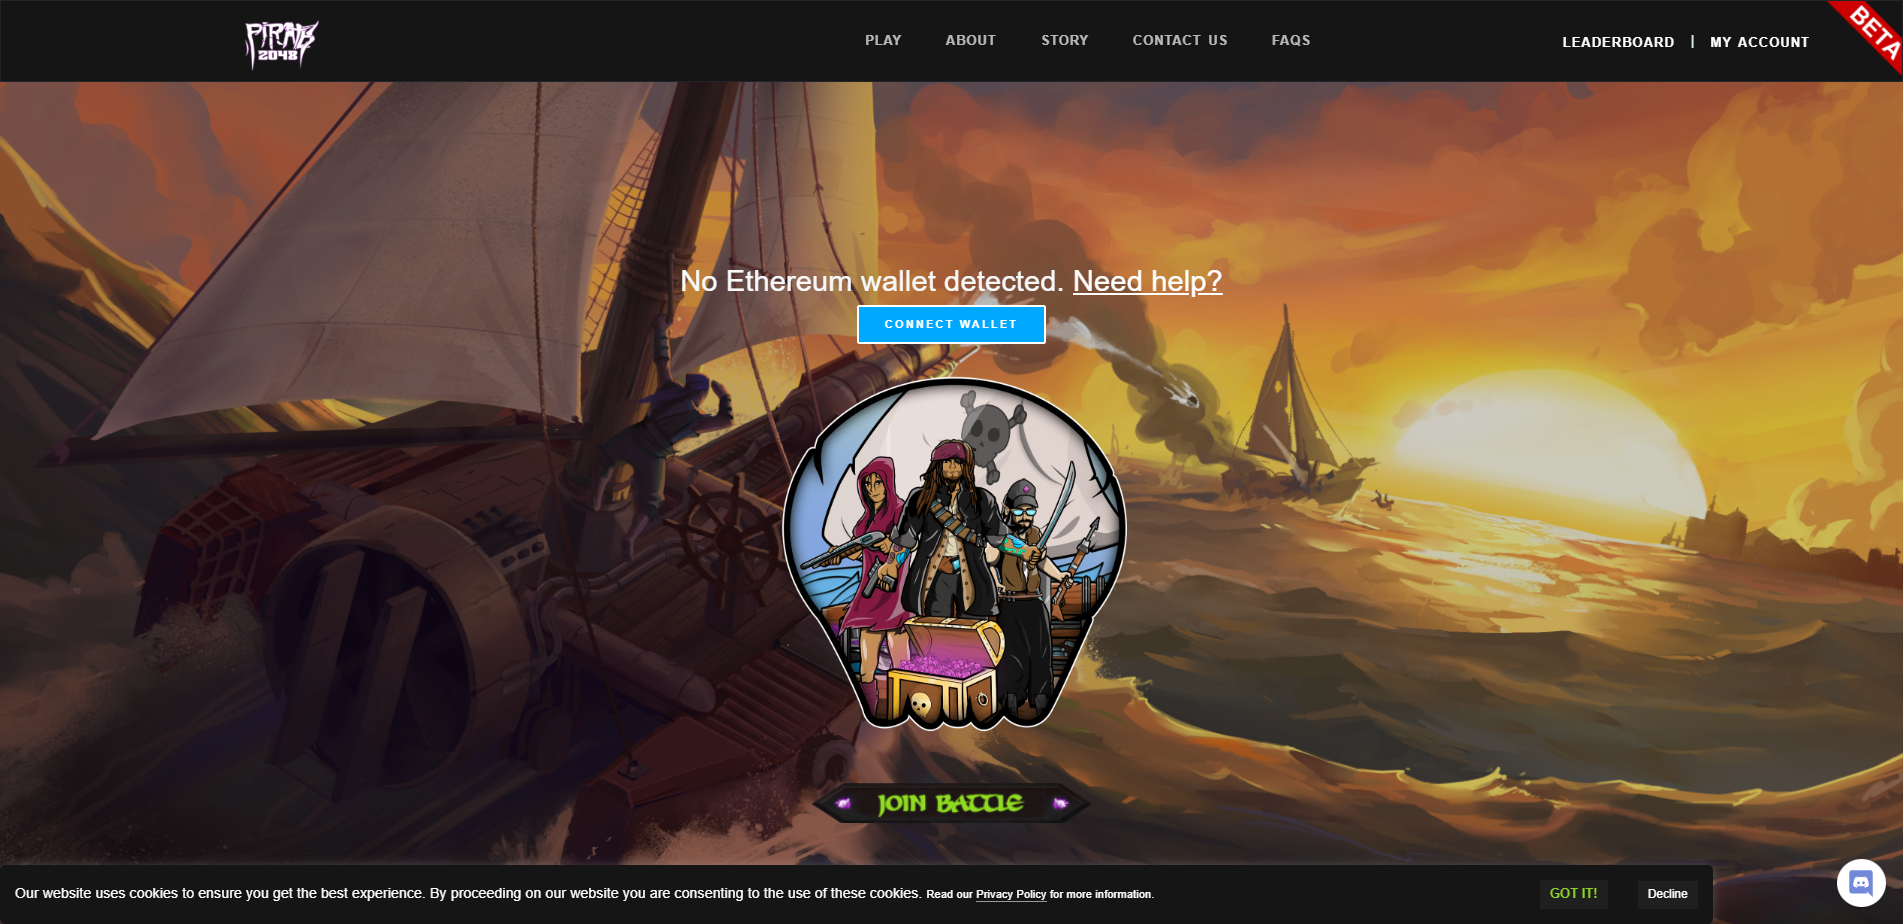 PIRATE
2048
PLAY
ABOUT
STORY
CONTACT US
FAQS
LEADERBOARD | MY ACCOUNT
BETA
No Ethereum wallet detected. Need help?
CONNECT WALLET
JOIN BATTLE
Our website uses cookies to ensure you get the best experience. By proceeding on our website you are consenting to the use of these cookies. Read our Privacy Policy for more information.
GOT IT!
Decline